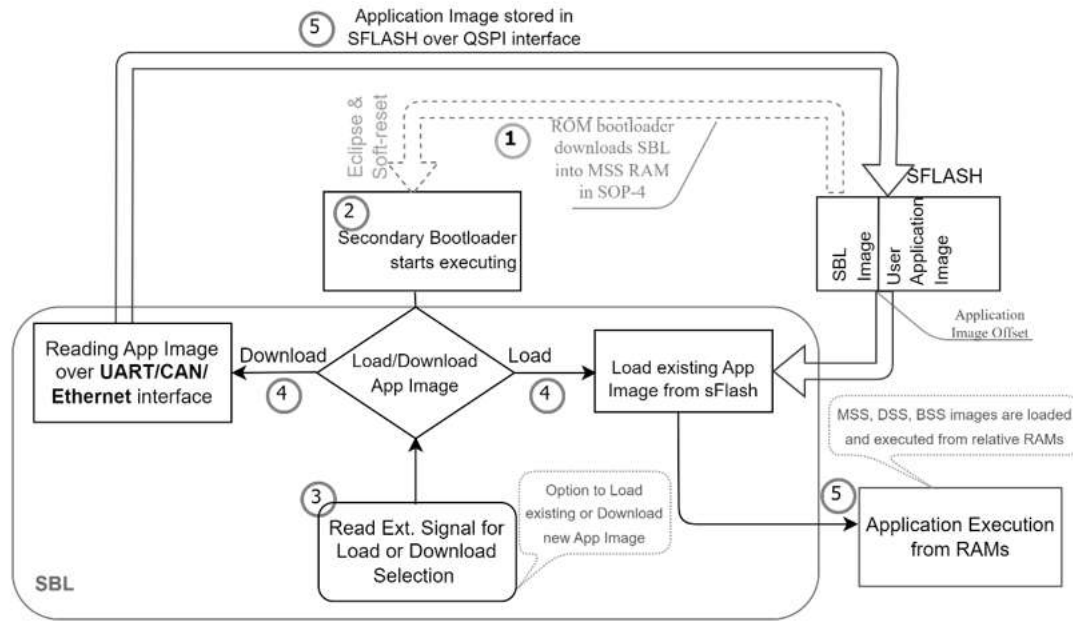 5
Application Image stored in
SFLASH over QSPI interface
Eclipse &
Soft-reset
1
ROM bootloader
downloads SBL
into MSS RAM
in SOP-4
SFLASH
2
Secondary Bootloader
starts executing
SBL
Image
User
Application
Image
Application
Image Offset
Reading App Image
over UART/CAN/
Ethernet interface
Download
4
Load/Download
App Image
Load
4
Load existing App
Image from sFlash
MSS, DSS, BSS images are loaded
and executed from relative RAMs
3
Read Ext. Signal for
Load or Download
Selection
Option to Load
existing or Download
new App Image
5
Application Execution
from RAMs
SBL